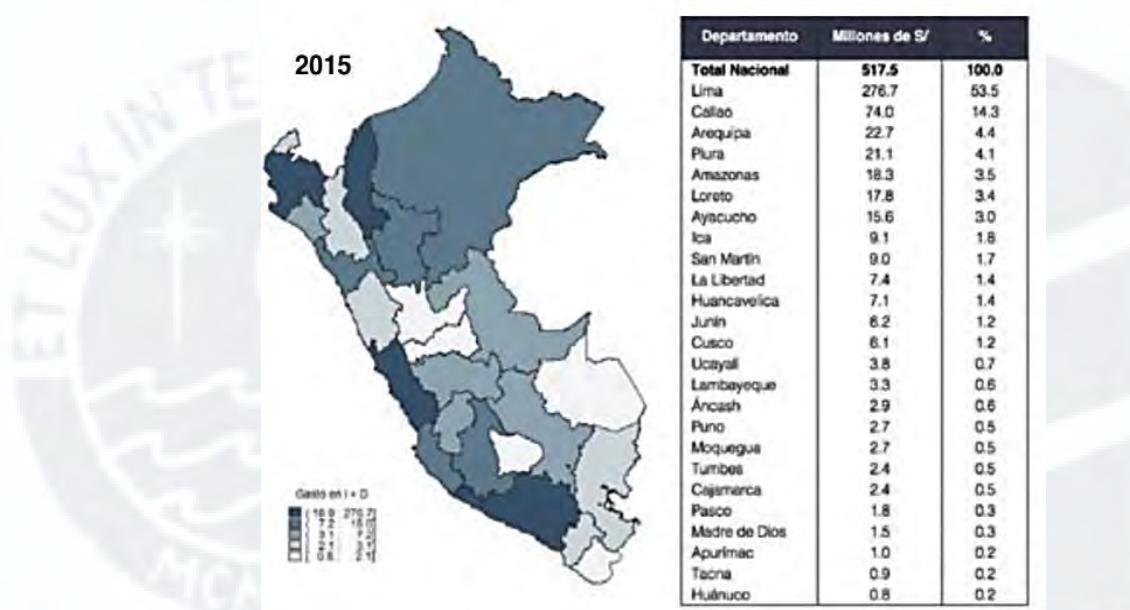 2015
Departamento Millones de S/ %
Total Nacional 517.5 100.0
Lima 276.7 53.5
Callao 74.0 14.3
Arequipa 22.7 4.4
Piura 21.1 4.1
Amazonas 18.3 3.5
Loreto 17.8 3.4
Ayacucho 15.6 3.0
Ica 9.1 1.8
San Martín 9.0 1.7
La Libertad 7.4 1.4
Huancavelica 7.1 1.4
Junín 6.2 1.2
Cusco 6.1 1.2
Ucayali 3.8 0.7
Lambayeque 3.3 0.6
Áncash 2.9 0.6
Puno 2.7 0.5
Moquegua 2.7 0.5
Tumbes 2.4 0.5
Cajamarca 2.4 0.5
Pasco 1.8 0.3
Madre de Dios 1.5 0.3
Apurímac 1.0 0.2
Tacna 0.9 0.2
Huánuco 0.8 0.2
Gasto en I + D
ET LUX IN TE